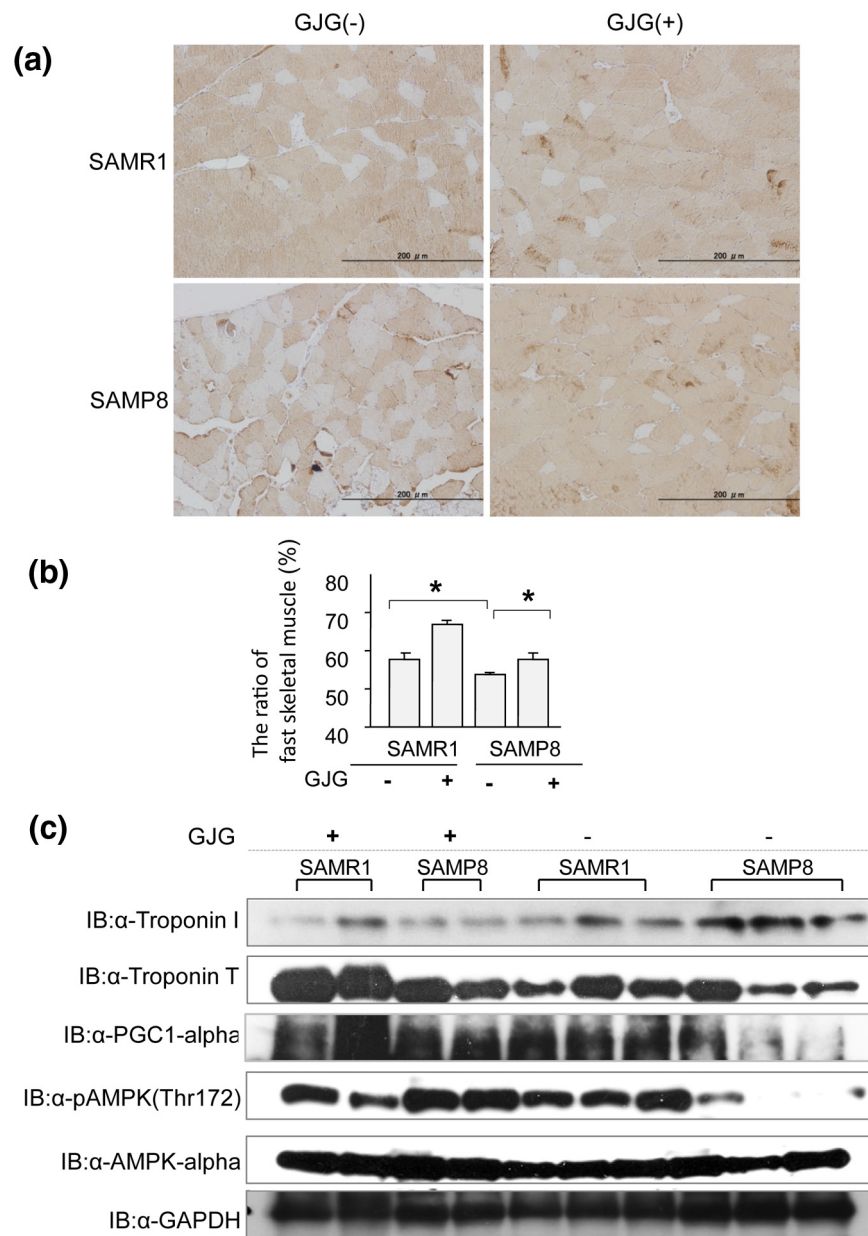 GJG(-) GJG(+)
(a)
SAMR1
200 μm 200 μm
SAMP8
200 μm 200 μm
(b)
The ratio of
fast skeletal muscle (%)
80
70
60
50
40
* *
SAMR1 SAMP8
GJG - + - +
(c)
GJG + + - -
SAMR1 SAMP8 SAMR1 SAMP8
IB:α-Troponin I
IB:α-Troponin T
IB:α-PGC1-alpha
IB:α-pAMPK(Thr172)
IB:α-AMPK-alpha
IB:α-GAPDH